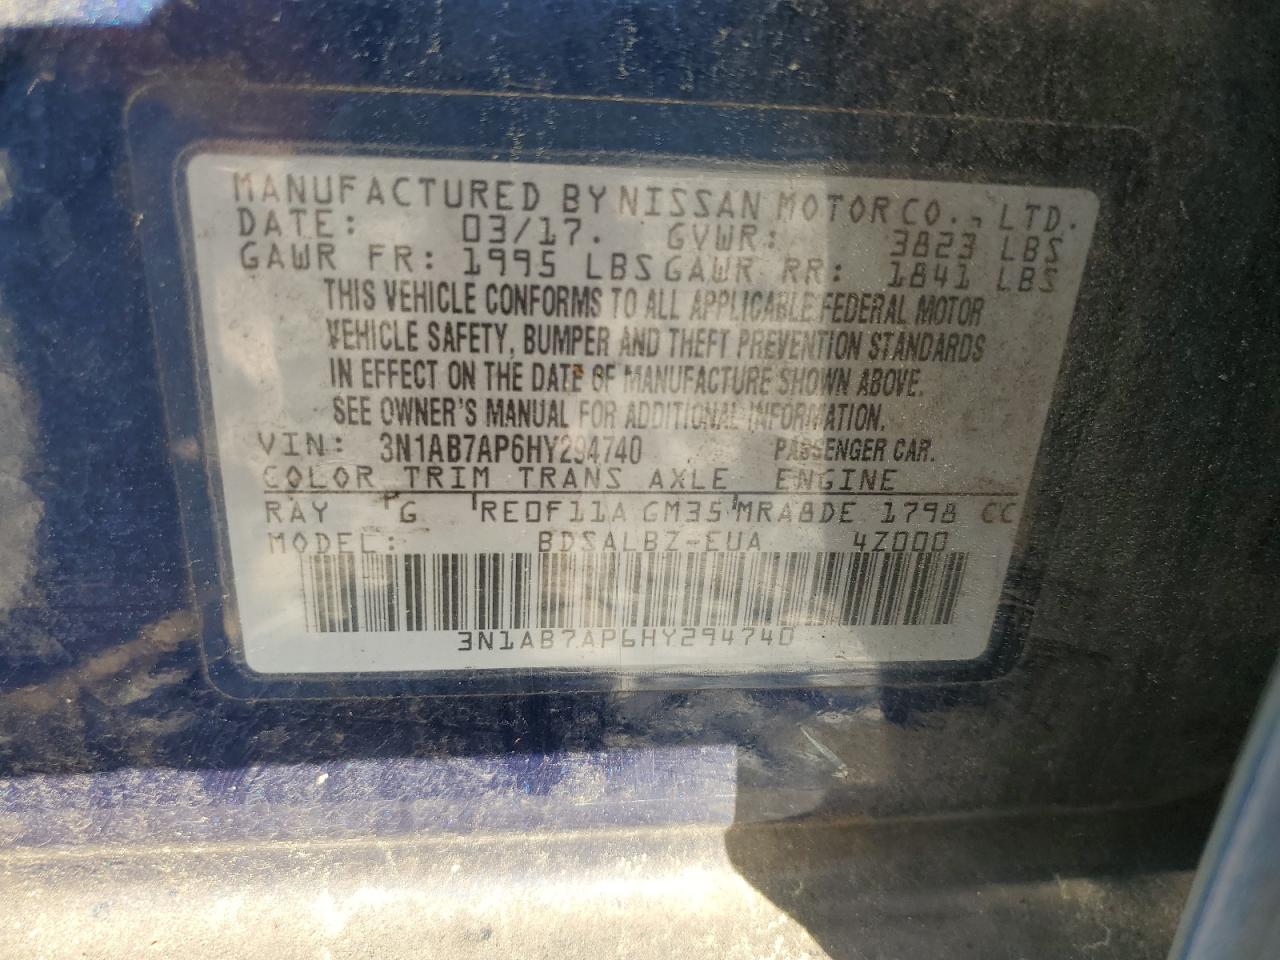 MANUFACTURED BY NISSAN MOTOR CO., LTD.
DATE: 03/17. GVWR: 3823 LBS
GAWR FR: 1995 LBS GAWR RR: 1841 LBS
THIS VEHICLE CONFORMS TO ALL APPLICABLE FEDERAL MOTOR
VEHICLE SAFETY, BUMPER AND THEFT PREVENTION STANDARDS
IN EFFECT ON THE DATE OF MANUFACTURE SHOWN ABOVE.
SEE OWNER'S MANUAL FOR ADDITIONAL INFORMATION.
VIN: 3N1AB7AP6HY294740 PASSENGER CAR.
COLOR TRIM TRANS AXLE ENGINE
RAY G RE0F11A GM35 MRA8DE 1798 CC
MODEL: BDSALBZ-EUA 4Z000
3N1AB7AP6HY294740